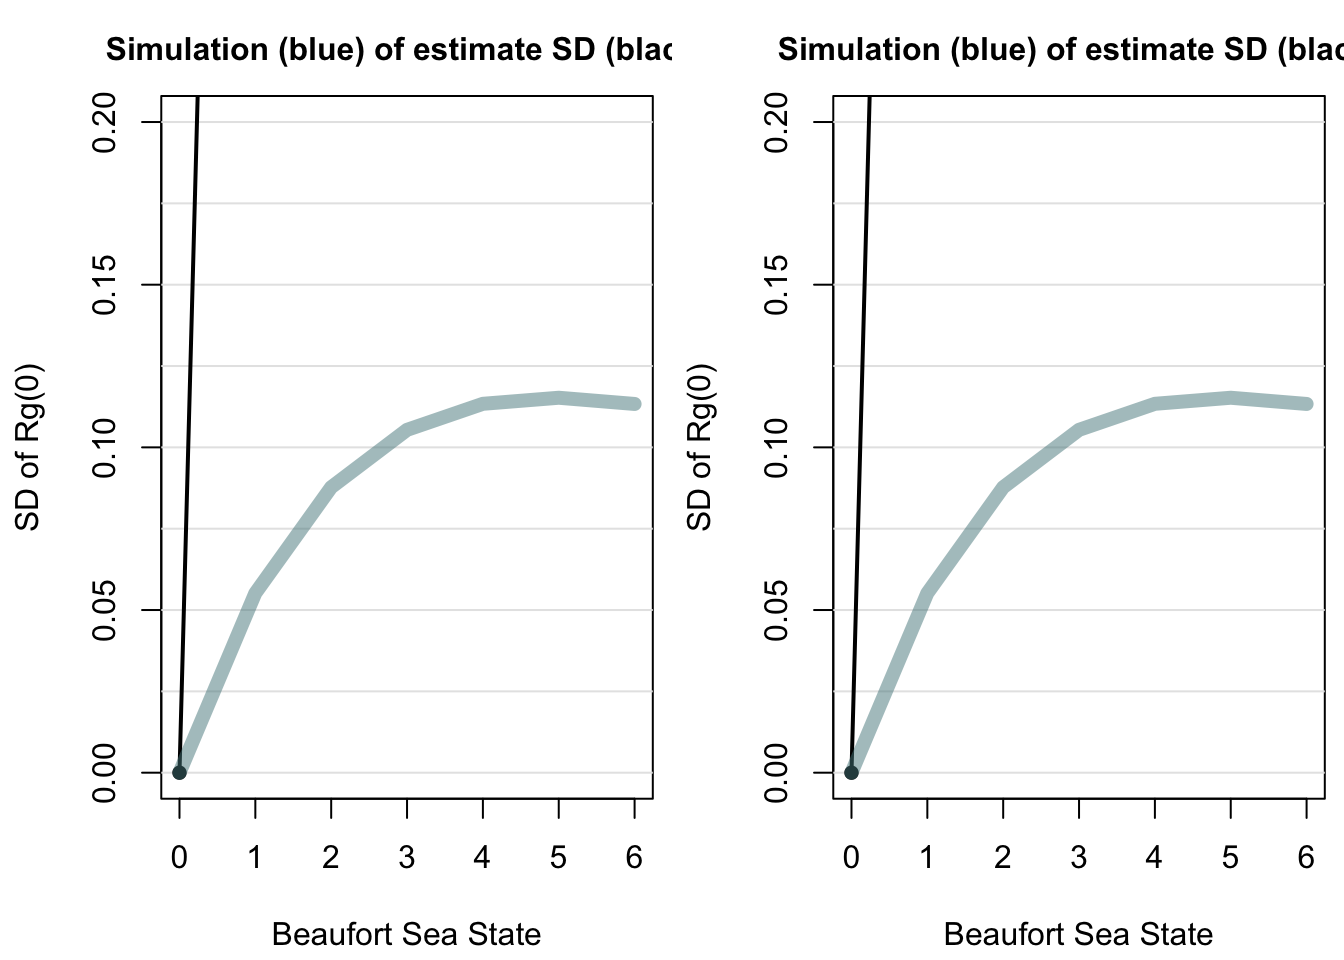 Simulation (blue) of estimate SD (blac
SD of Rg(0)
0.20
0.15
0.10
0.05
0.00
0 1 2 3 4 5 6
Beaufort Sea State
Simulation (blue) of estimate SD (blac
SD of Rg(0)
0.20
0.15
0.10
0.05
0.00
0 1 2 3 4 5 6
Beaufort Sea State